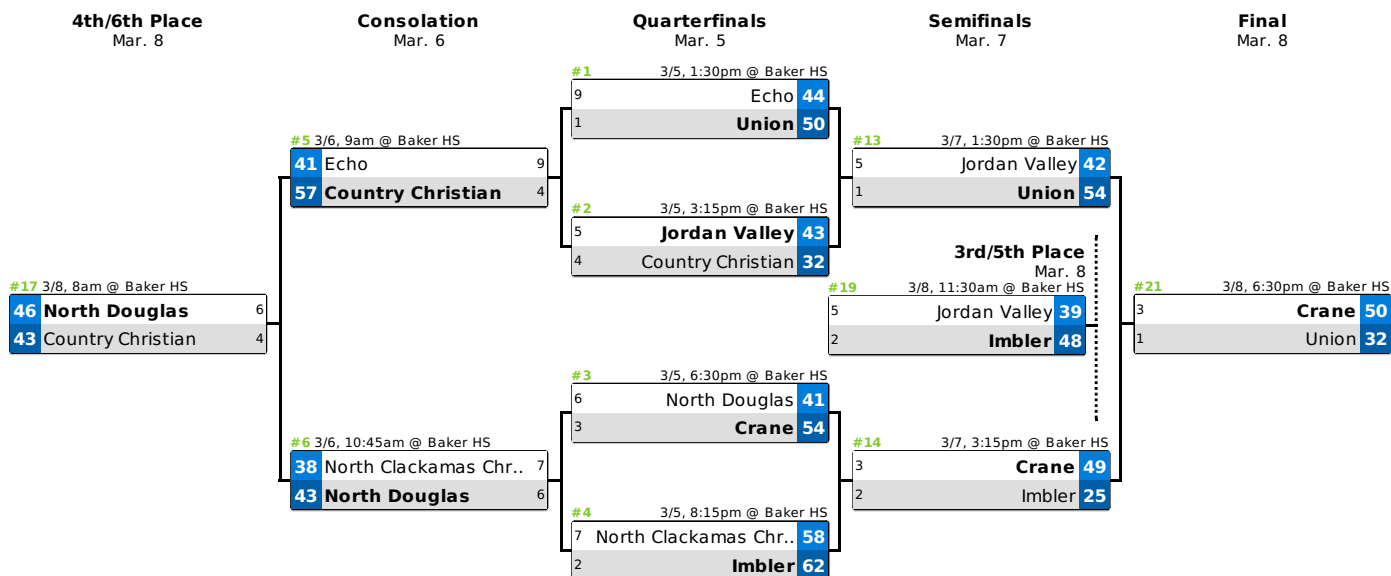 4th/6th Place
Mar. 8
Consolation
Mar. 6
Quarterfinals
Mar. 5
Semifinals
Mar. 7
Final
Mar. 8
#1 3/5, 1:30pm @ Baker HS
9 Echo 44
1 Union 50
#5 3/6, 9am @ Baker HS
41 Echo 9
57 Country Christian 4
#13 3/7, 1:30pm @ Baker HS
5 Jordan Valley 42
1 Union 54
#2 3/5, 3:15pm @ Baker HS
5 Jordan Valley 43
4 Country Christian 32
3rd/5th Place
Mar. 8
#17 3/8, 8am @ Baker HS
46 North Douglas 6
43 Country Christian 4
#19 3/8, 11:30am @ Baker HS
5 Jordan Valley 39
2 Imbler 48
#21 3/8, 6:30pm @ Baker HS
3 Crane 50
1 Union 32
#3 3/5, 6:30pm @ Baker HS
6 North Douglas 41
3 Crane 54
#6 3/6, 10:45am @ Baker HS
38 North Clackamas Chr.. 7
43 North Douglas 6
#14 3/7, 3:15pm @ Baker HS
3 Crane 49
2 Imbler 25
#4 3/5, 8:15pm @ Baker HS
7 North Clackamas Chr.. 58
2 Imbler 62